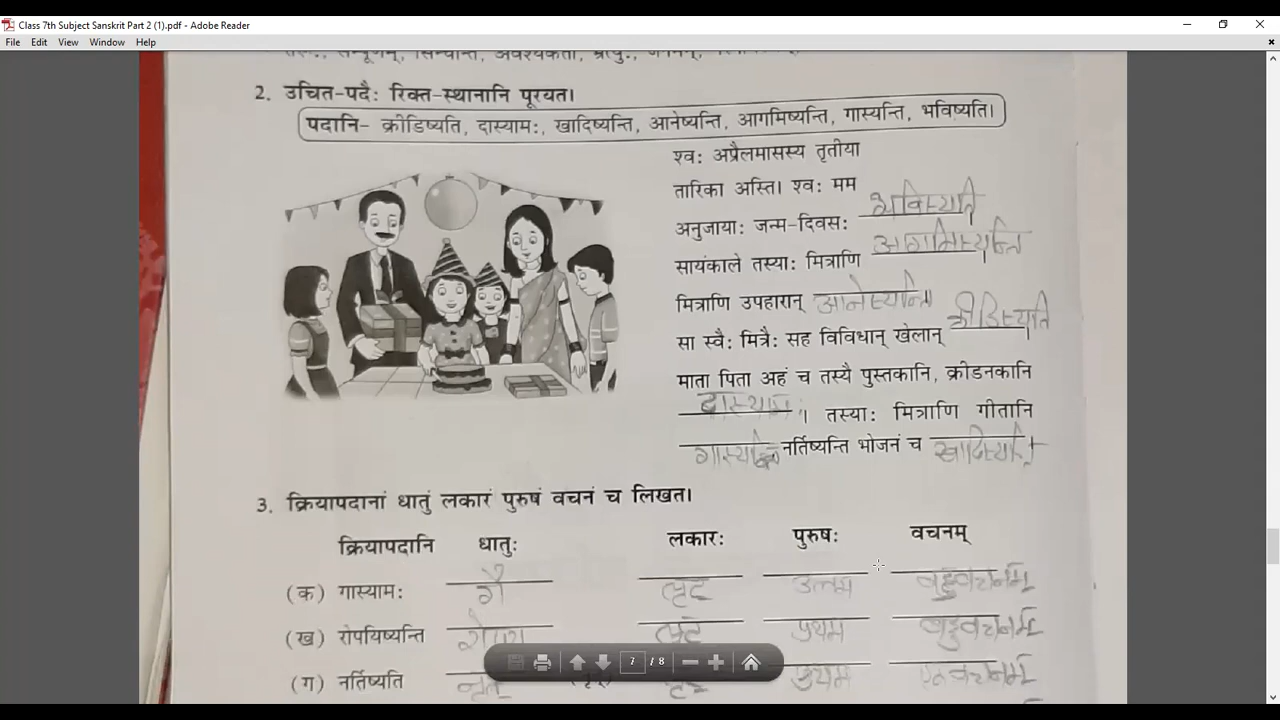 Class 7th Subject Sanskrit Part 2 (1).pdf - Adobe Reader
File Edit View Window Help
2. उचित-पदैः रिक्त-स्थानानि पूरयत।
पदानि- क्रीडिष्यति, दास्यामः, खादिष्यन्ति, आनेष्यन्ति, आगमिष्यन्ति, गास्यन्ति, भविष्यति।
श्वः अप्रैलमासस्य तृतीया
तारिका अस्ति। श्वः मम
अनुजायाः जन्म-दिवसः भविस्यति।
सायंकाले तस्याः मित्राणि आगमिस्यन्ति।
मित्राणि उपहारान् आनेस्यन्ति।
सा स्वैः मित्रैः सह विविधान् खेलान् क्रीडिस्यति।
माता पिता अहं च तस्यै पुस्तकानि, क्रीडनकानि
दास्यामः। तस्याः मित्राणि गीतानि
गास्यन्ति नर्तिष्यन्ति भोजनं च खादिस्यन्ति।
3. क्रियापदानां धातुं लकारं पुरुषं वचनं च लिखत।
क्रियापदानि धातुः लकारः पुरुषः वचनम्
(क) गास्यामः गै लृट् उत्तम बहुवचनम्
(ख) रोपयिष्यन्ति लृट् प्रथम बहुवचनम्
7 / 8
(ग) नर्तिष्यति नृत् प्रथम एकवचनम्